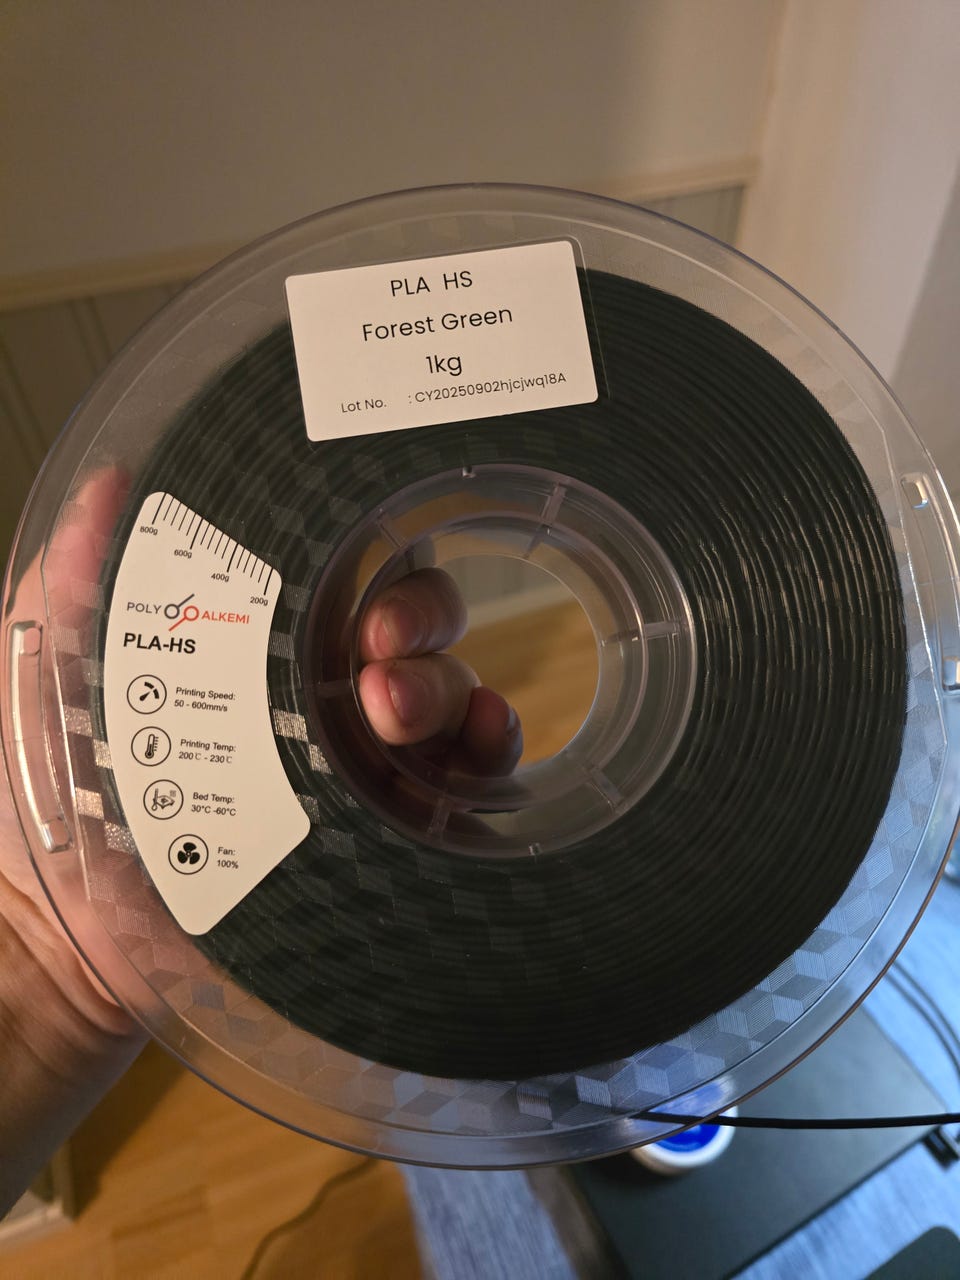 PLA HS
Forest Green
1kg
Lot No. : CY20250902hjcjwq18A
800g
600g
400g
200g
POLY ALKEMI
PLA-HS
Printing Speed:
50 - 600mm/s
Printing Temp:
200℃ - 230℃
Bed Temp:
30°C -60°C
Fan:
100%